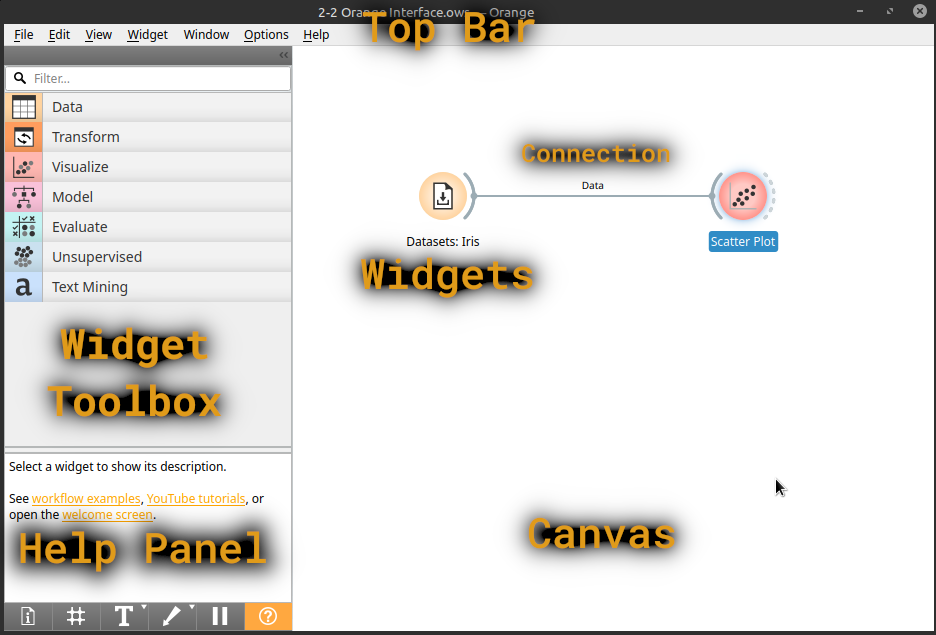 2-2 Orange Interface.ows - Orange
Top Bar
File Edit View Widget Window Options Help
Filter...
Data
Transform
Visualize
Model
Evaluate
Unsupervised
a Text Mining
Connection
Data
Datasets: Iris
Scatter Plot
Widgets
Widget
Toolbox
Select a widget to show its description.
See workflow examples, YouTube tutorials, or
open the welcome screen.
Help Panel
Canvas
T
?